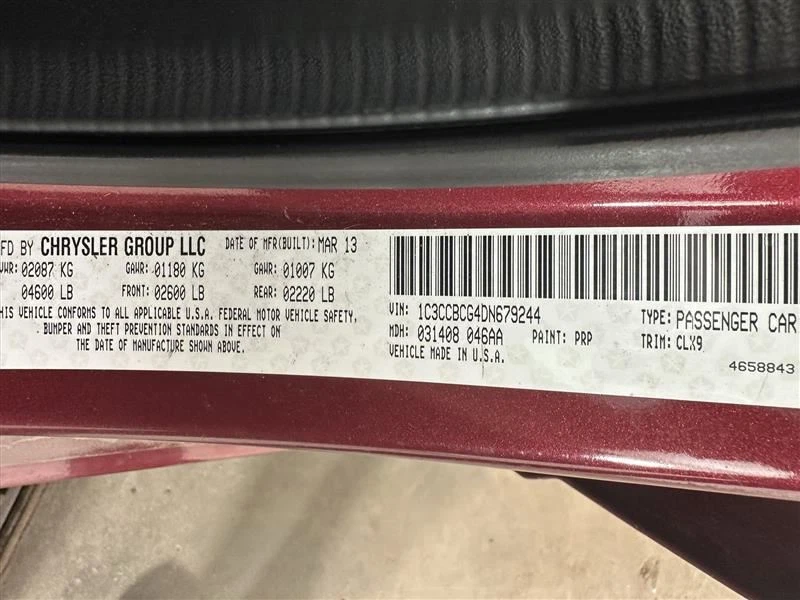 FD BY CHRYSLER GROUP LLC DATE OF MFR(BUILT): MAR 13
VWR: 02087 KG GAWR: 01180 KG GAWR: 01007 KG
04600 LB FRONT: 02600 LB REAR: 02220 LB
HIS VEHICLE CONFORMS TO ALL APPLICABLE U.S.A. FEDERAL MOTOR VEHICLE SAFETY,
BUMPER AND THEFT PREVENTION STANDARDS IN EFFECT ON
THE DATE OF MANUFACTURE SHOWN ABOVE.
VIN: 1C3CCBCG4DN679244 TYPE: PASSENGER CAR
MDH: 031408 046AA PAINT: PRP TRIM: CLX9
VEHICLE MADE IN U.S.A.
4658843